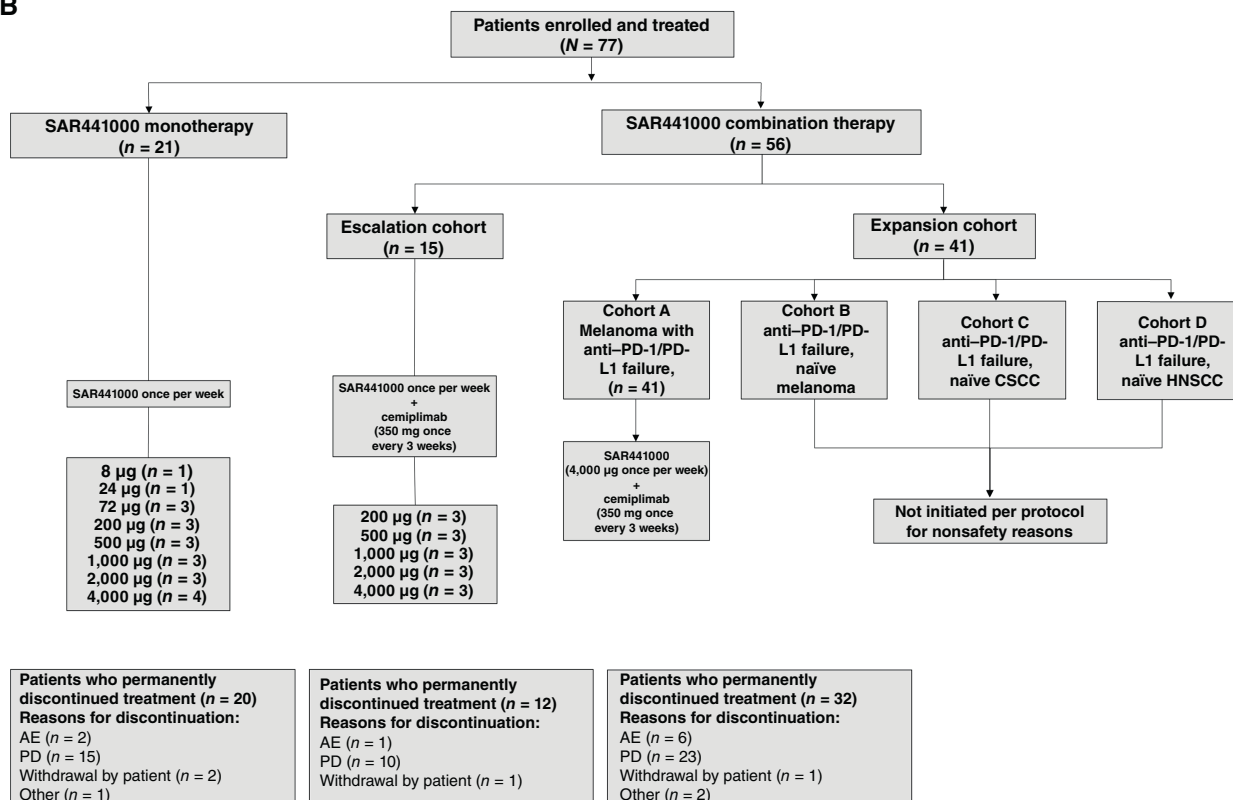 B
Patients enrolled and treated
(N = 77)
SAR441000 monotherapy
(n = 21)
SAR441000 combination therapy
(n = 56)
Escalation cohort
(n = 15)
Expansion cohort
(n = 41)
Cohort A
Melanoma with
anti–PD-1/PD-
L1 failure,
(n = 41)
Cohort B
anti–PD-1/PD-
L1 failure,
naïve
melanoma
Cohort C
anti–PD-1/PD-
L1 failure,
naïve CSCC
Cohort D
anti–PD-1/PD-
L1 failure,
naïve HNSCC
SAR441000 once per week
SAR441000 once per week
+
cemiplimab
(350 mg once
every 3 weeks)
SAR441000
(4,000 µg once per week)
+
cemiplimab
(350 mg once
every 3 weeks)
Not initiated per protocol
for nonsafety reasons
8 µg (n = 1)
24 µg (n = 1)
72 µg (n = 3)
200 µg (n = 3)
500 µg (n = 3)
1,000 µg (n = 3)
2,000 µg (n = 3)
4,000 µg (n = 4)
200 µg (n = 3)
500 µg (n = 3)
1,000 µg (n = 3)
2,000 µg (n = 3)
4,000 µg (n = 3)
Patients who permanently
discontinued treatment (n = 20)
Reasons for discontinuation:
AE (n = 2)
PD (n = 15)
Withdrawal by patient (n = 2)
Other (n = 1)
Patients who permanently
discontinued treatment (n = 12)
Reasons for discontinuation:
AE (n = 1)
PD (n = 10)
Withdrawal by patient (n = 1)
Patients who permanently
discontinued treatment (n = 32)
Reasons for discontinuation:
AE (n = 6)
PD (n = 23)
Withdrawal by patient (n = 1)
Other (n = 2)